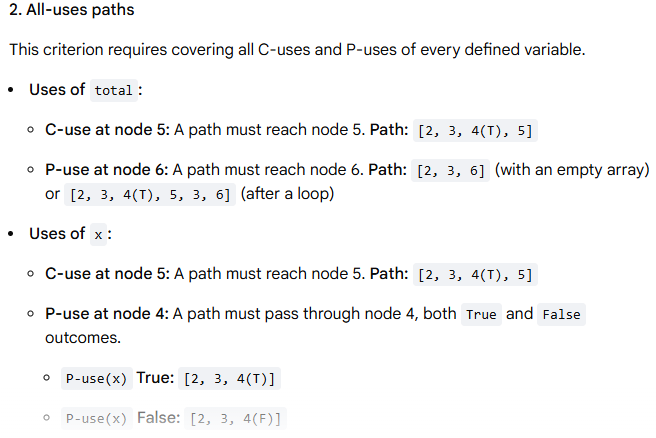 2. All-uses paths
This criterion requires covering all C-uses and P-uses of every defined variable.
• Uses of total :
○ C-use at node 5: A path must reach node 5. Path: [2, 3, 4(T), 5]
○ P-use at node 6: A path must reach node 6. Path: [2, 3, 6] (with an empty array)
or [2, 3, 4(T), 5, 3, 6] (after a loop)
• Uses of x :
○ C-use at node 5: A path must reach node 5. Path: [2, 3, 4(T), 5]
○ P-use at node 4: A path must pass through node 4, both True and False
outcomes.
○ P-use(x) True: [2, 3, 4(T)]
○ P-use(x) False: [2, 3, 4(F)]